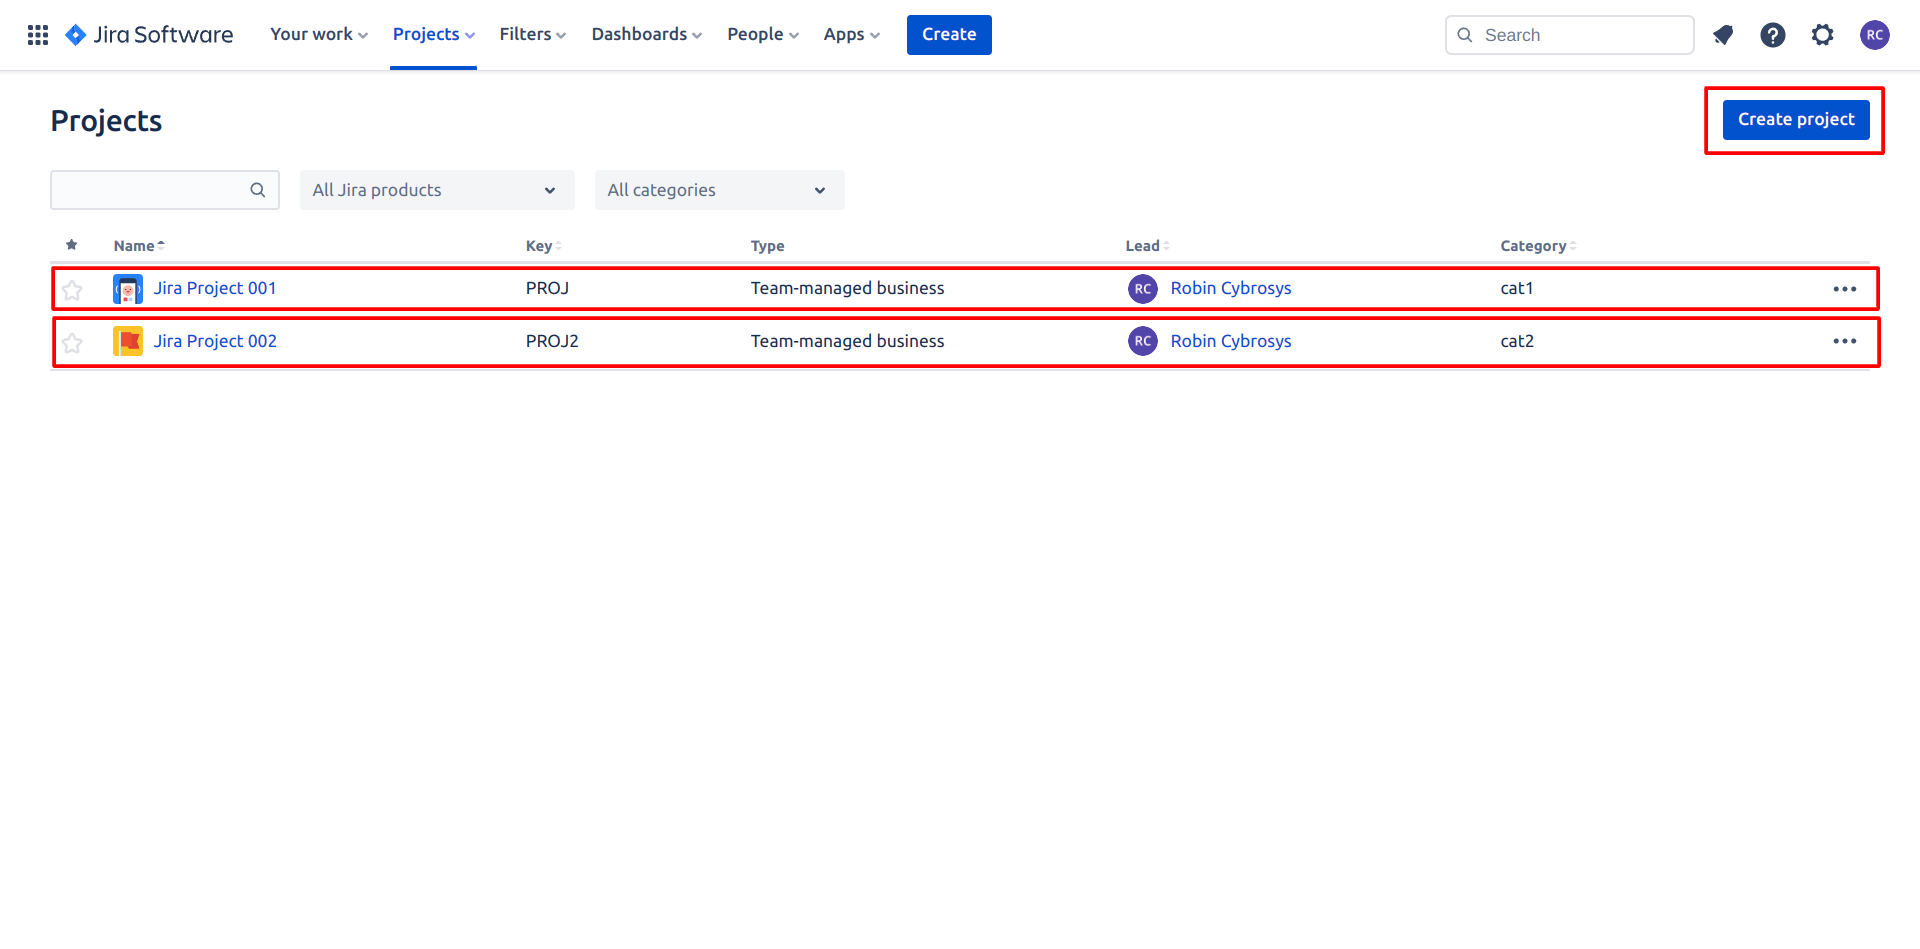 Jira Software Your work Projects Filters Dashboards People Apps Create Search RC
Projects Create project
All Jira products All categories
Name Key Type Lead Category
Jira Project 001 PROJ Team-managed business RC Robin Cybrosys cat1
Jira Project 002 PROJ2 Team-managed business RC Robin Cybrosys cat2